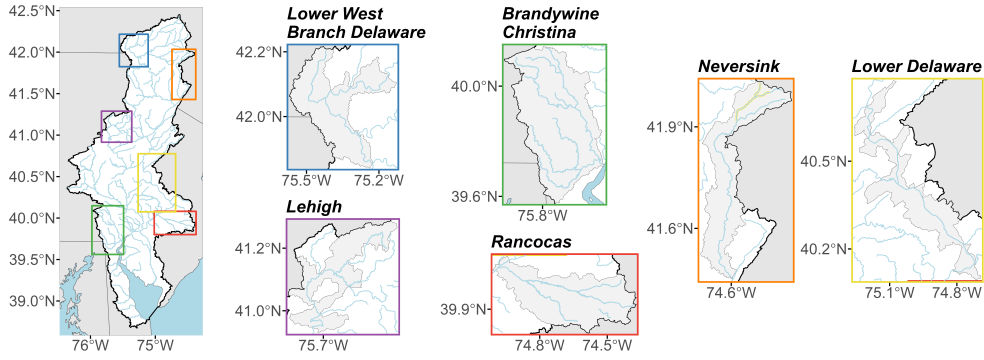 42.5°N
42.0°N
41.5°N
41.0°N
40.5°N
40.0°N
39.5°N
39.0°N
76°W
75°W
Lower West
Branch Delaware
42.2°N
42.0°N
75.5°W
75.2°W
Lehigh
41.2°N
41.0°N
75.7°W
Brandywine
Christina
40.0°N
39.6°N
75.8°W
Rancocas
39.9°N
74.8°W
74.5°W
Neversink
41.9°N
41.6°N
74.6°W
Lower Delaware
40.5°N
40.2°N
75.1°W
74.8°W